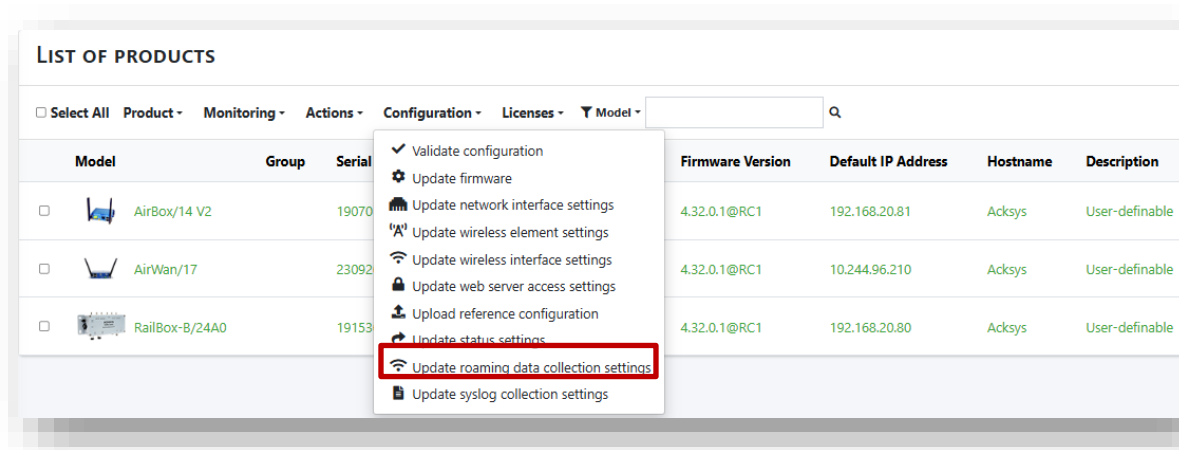 LIST OF PRODUCTS
Select All Product Monitoring Actions Configuration Licenses Model
Model Group Serial Firmware Version Default IP Address Hostname Description
AirBox/14 V2 19070 4.32.0.1@RC1 192.168.20.81 Acksys User-definable
AirWan/17 23092 4.32.0.1@RC1 10.244.96.210 Acksys User-definable
RailBox-B/24A0 19153 4.32.0.1@RC1 192.168.20.80 Acksys User-definable
Validate configuration
Update firmware
Update network interface settings
Update wireless element settings
Update wireless interface settings
Update web server access settings
Upload reference configuration
Update status settings
Update roaming data collection settings
Update syslog collection settings